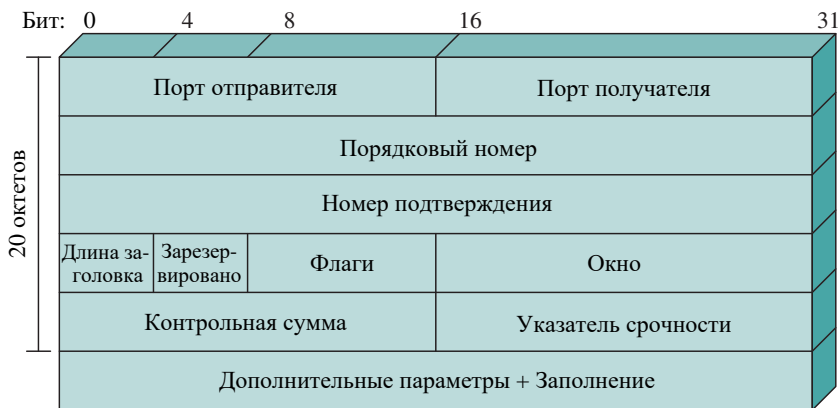 Бит: 0 4 8 16 31
Порт отправителя Порт получателя
Порядковый номер
Номер подтверждения
20 октетов
Длина за-
головка
Зарезер-
вировано
Флаги
Окно
Контрольная сумма Указатель срочности
Дополнительные параметры + Заполнение